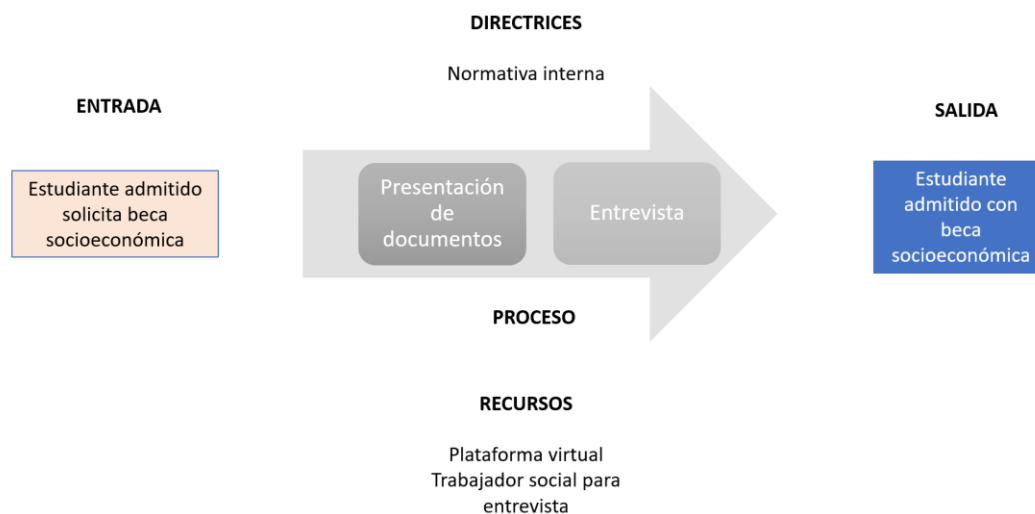 DIRECTRICES
Normativa interna
ENTRADA
SALIDA
Estudiante admitido
solicita beca
socioeconómica
Presentación
de
documentos
Entrevista
Estudiante
admitido con
beca
socioeconómica
PROCESO
RECURSOS
Plataforma virtual
Trabajador social para
entrevista